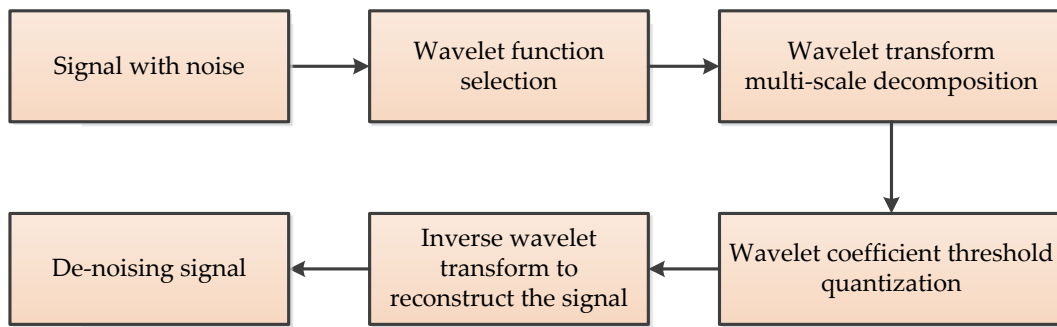 Signal with noise
Wavelet function
selection
Wavelet transform
multi-scale decomposition
Wavelet coefficient threshold
quantization
Inverse wavelet
transform to
reconstruct the signal
De-noising signal